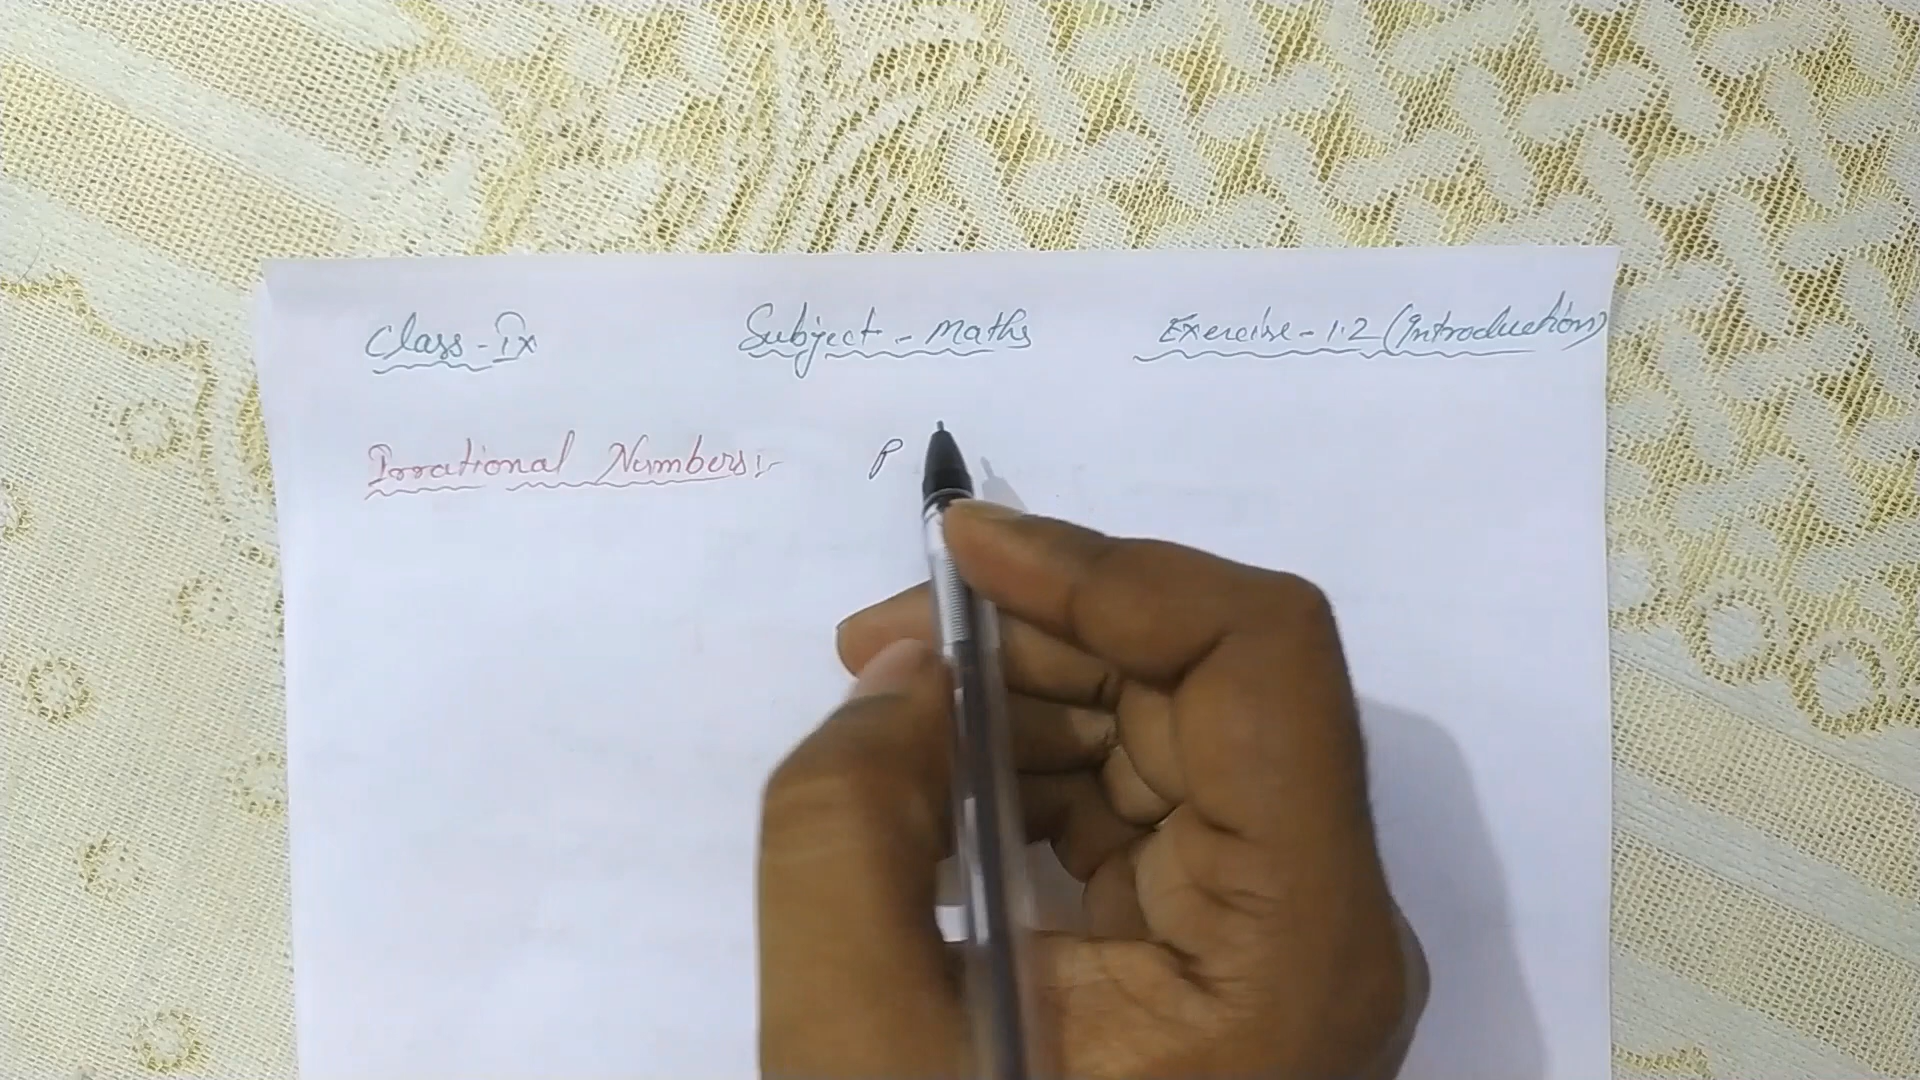 Class - IX Subject - Maths Exercise - 1.2 (Introduction)
Irrational Numbers:- P